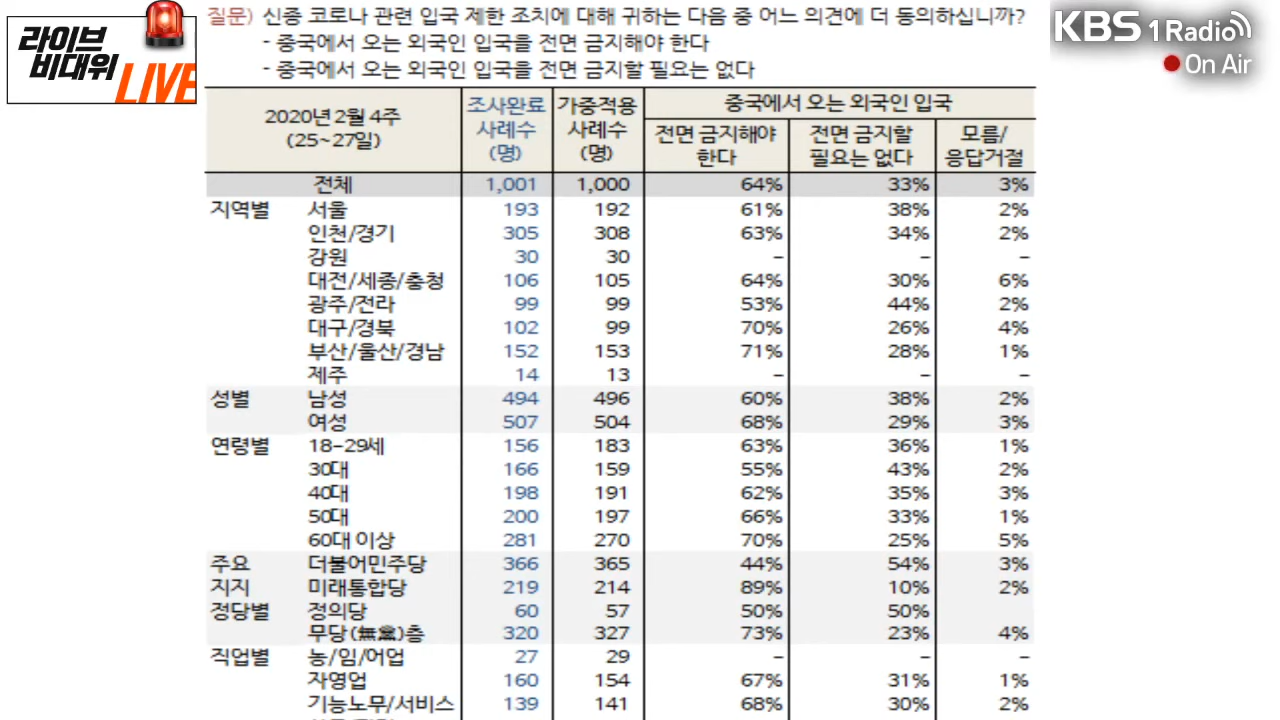 라이브
비대위
LIVE
KBS 1Radio
On Air
질문) 신종 코로나 관련 입국 제한 조치에 대해 귀하는 다음 중 어느 의견에 더 동의하십니까?
- 중국에서 오는 외국인 입국을 전면 금지해야 한다
- 중국에서 오는 외국인 입국을 전면 금지할 필요는 없다
2020년 2월 4주 (25~27일) 조사완료 사례수 (명) 가중적용 사례수 (명) 중국에서 오는 외국인 입국
전면 금지해야 한다 전면 금지할 필요는 없다 모름/응답거절
전체 1,001 1,000 64% 33% 3%
지역별 서울 193 192 61% 38% 2%
인천/경기 305 308 63% 34% 2%
강원 30 30 – – –
대전/세종/충청 106 105 64% 30% 6%
광주/전라 99 99 53% 44% 2%
대구/경북 102 99 70% 26% 4%
부산/울산/경남 152 153 71% 28% 1%
제주 14 13 – – –
성별 남성 494 496 60% 38% 2%
여성 507 504 68% 29% 3%
연령별 18-29세 156 183 63% 36% 1%
30대 166 159 55% 43% 2%
40대 198 191 62% 35% 3%
50대 200 197 66% 33% 1%
60대 이상 281 270 70% 25% 5%
주요 더불어민주당 366 365 44% 54% 3%
지지 미래통합당 219 214 89% 10% 2%
정당별 정의당 60 57 50% 50%
무당(無黨)층 320 327 73% 23% 4%
직업별 농/임/어업 27 29 – – –
자영업 160 154 67% 31% 1%
기능노무/서비스 139 141 68% 30% 2%